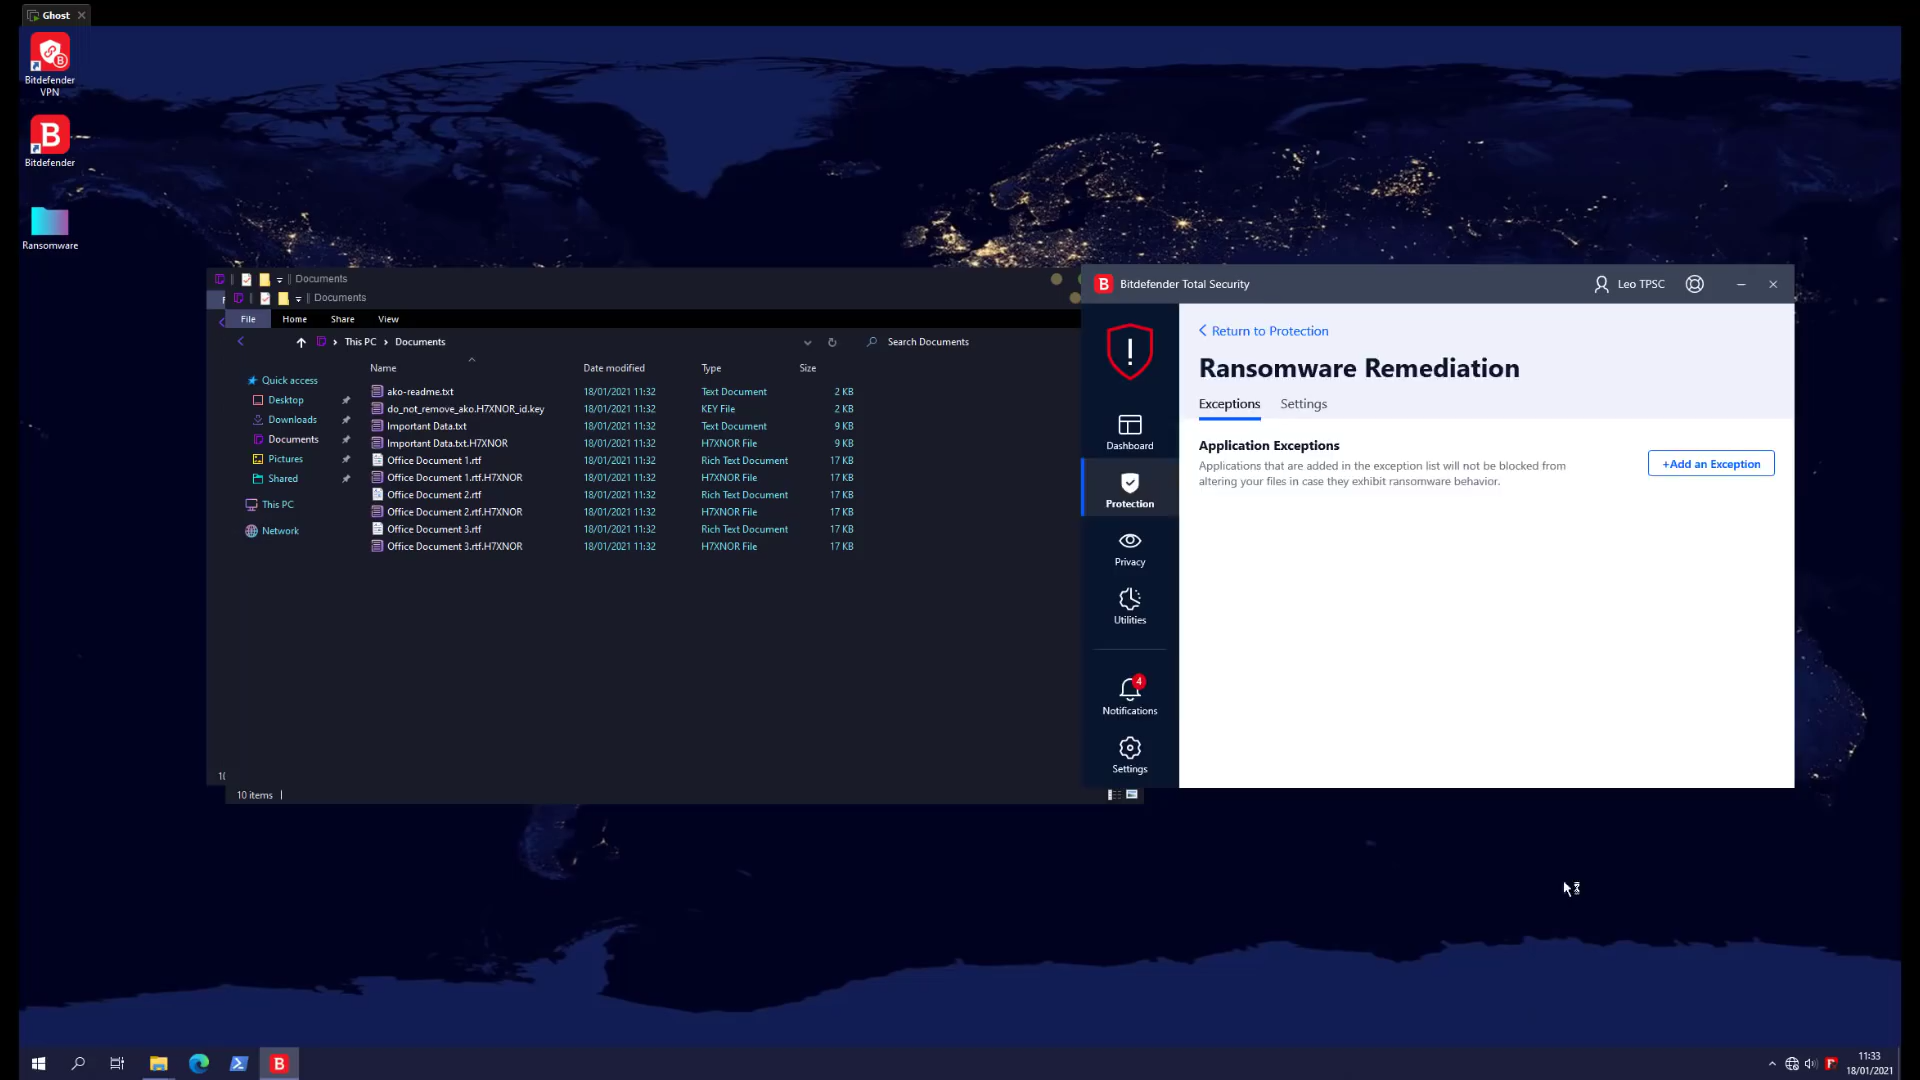 Ghost
Bitdefender
VPN
Bitdefender
Ransomware
Documents
Documents
File
Home
Share
View
This PC
Documents
Search Documents
Name
Date modified
Type
Size
Quick access
Desktop
Downloads
Documents
Pictures
Shared
This PC
Network
ako-readme.txt 18/01/2021 11:32 Text Document 2 KB
do_not_remove_ako.H7XNOR_id.key 18/01/2021 11:32 KEY File 2 KB
Important Data.txt 18/01/2021 11:32 Text Document 9 KB
Important Data.txt.H7XNOR 18/01/2021 11:32 H7XNOR File 9 KB
Office Document 1.rtf 18/01/2021 11:32 Rich Text Document 17 KB
Office Document 1.rtf.H7XNOR 18/01/2021 11:32 H7XNOR File 17 KB
Office Document 2.rtf 18/01/2021 11:32 Rich Text Document 17 KB
Office Document 2.rtf.H7XNOR 18/01/2021 11:32 H7XNOR File 17 KB
Office Document 3.rtf 18/01/2021 11:32 Rich Text Document 17 KB
Office Document 3.rtf.H7XNOR 18/01/2021 11:32 H7XNOR File 17 KB
10 items
Bitdefender Total Security
Leo TPSC
Return to Protection
Ransomware Remediation
Exceptions
Settings
Application Exceptions
Applications that are added in the exception list will not be blocked from
altering your files in case they exhibit ransomware behavior.
+Add an Exception
Dashboard
Protection
Privacy
Utilities
4
Notifications
Settings
11:33
18/01/2021